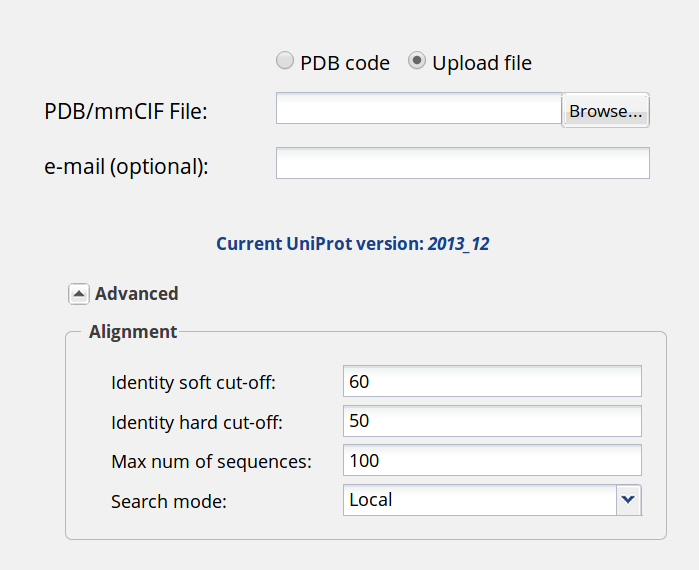 PDB code Upload file
PDB/mmCIF File: Browse...
e-mail (optional):
Current UniProt version: 2013_12
Advanced
Alignment
Identity soft cut-off: 60
Identity hard cut-off: 50
Max num of sequences: 100
Search mode: Local